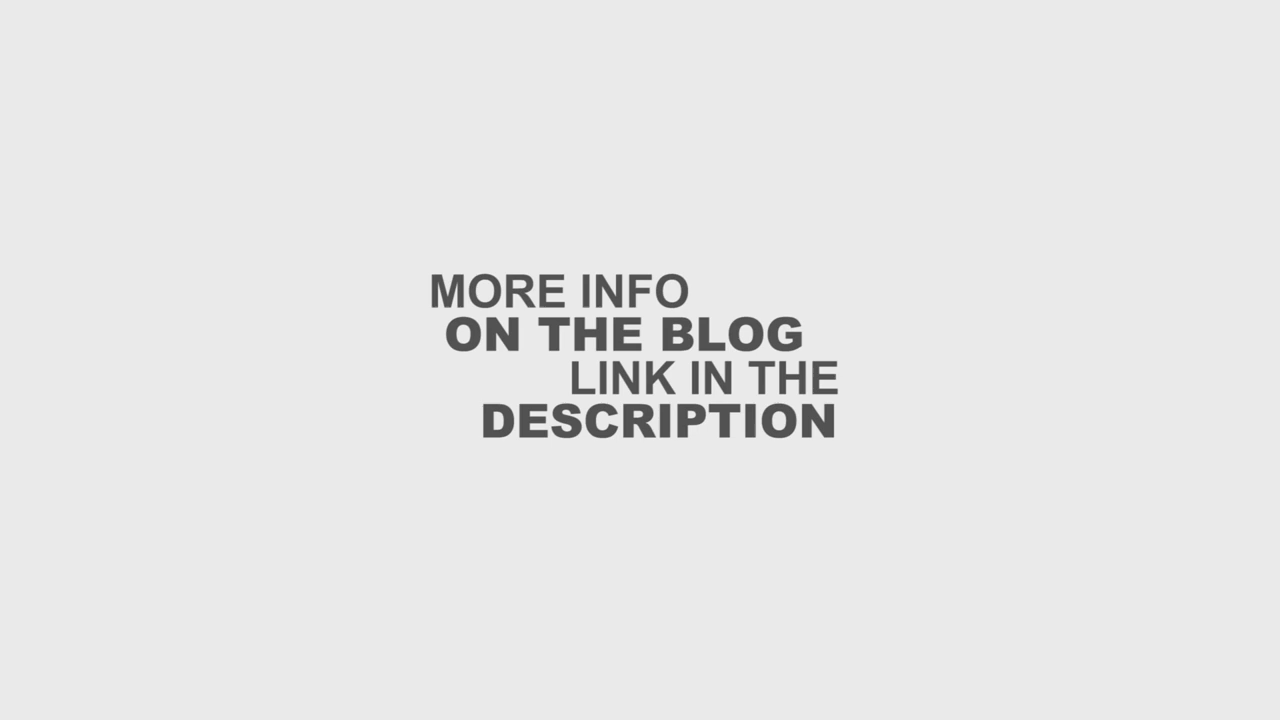 MORE INFO
ON THE BLOG
LINK IN THE
DESCRIPTION